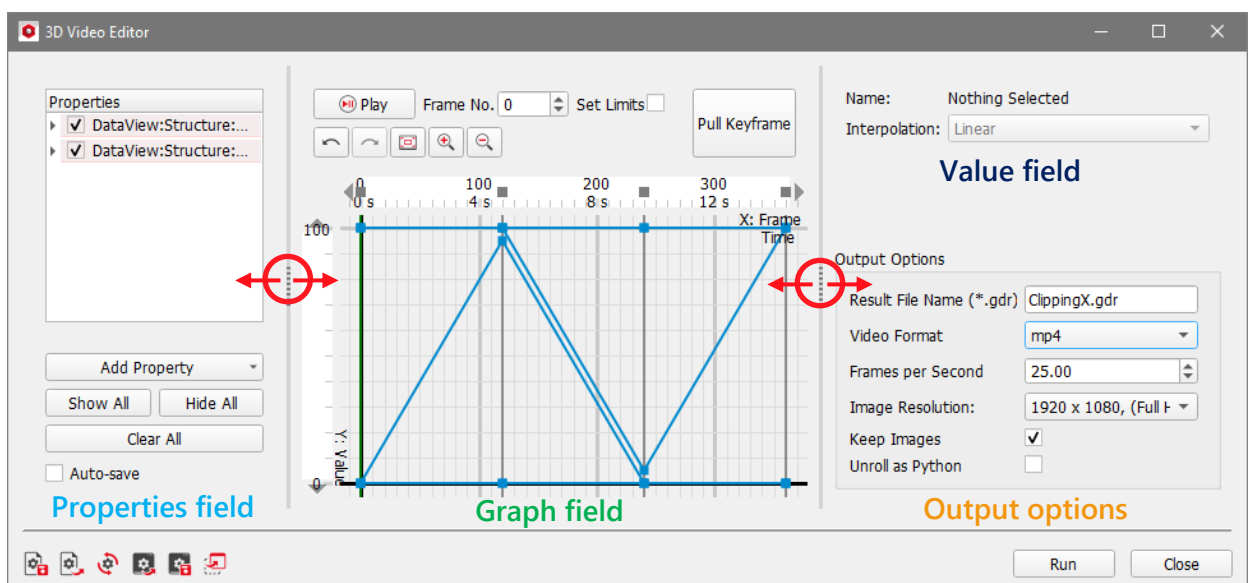 3D Video Editor
Properties
DataView:Structure:...
DataView:Structure:...
Add Property
Show All
Hide All
Clear All
Auto-save
Properties field
Play
Frame No. 0
Set Limits
Pull Keyframe
0 100 200 300
0 s 4 s 8 s 12 s
X: Frame
Time
100
Y: Value
0
Graph field
Name: Nothing Selected
Interpolation: Linear
Value field
Output Options
Result File Name (*.gdr) ClippingX.gdr
Video Format mp4
Frames per Second 25.00
Image Resolution: 1920 x 1080, (Full H
Keep Images
Unroll as Python
Output options
Run
Close